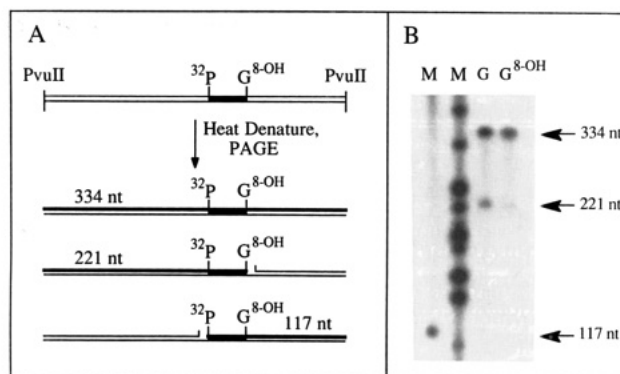 A
PvuII
32P G8-OH
PvuII
Heat Denature,
PAGE
334 nt
32P G8-OH
221 nt
32P G8-OH
32P G8-OH
117 nt
B
M M G G8-OH
334 nt
221 nt
117 nt